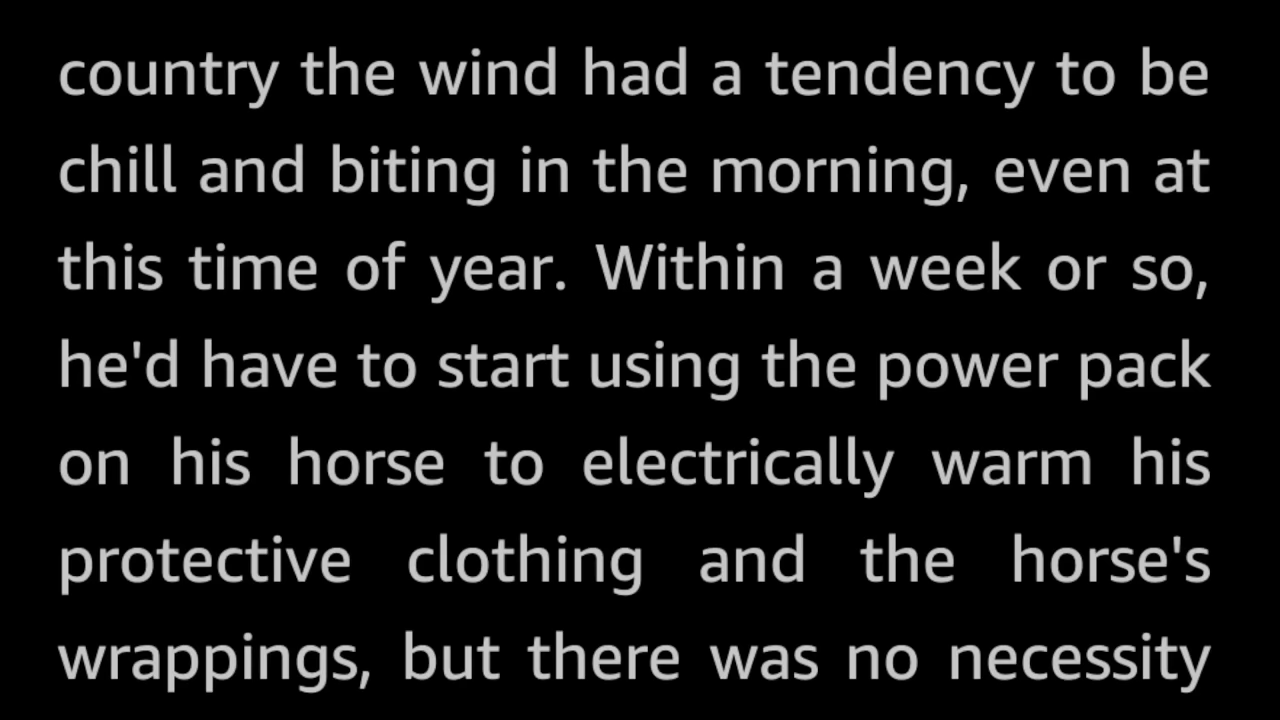 country the wind had a tendency to be
chill and biting in the morning, even at
this time of year. Within a week or so,
he'd have to start using the power pack
on his horse to electrically warm his
protective clothing and the horse's
wrappings, but there was no necessity